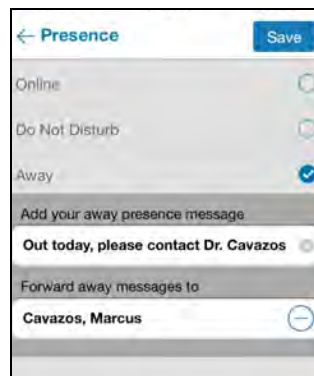 Presence
Save
Online
Do Not Disturb
Away
Add your away presence message
Out today, please contact Dr. Cavazos
Forward away messages to
Cavazos, Marcus